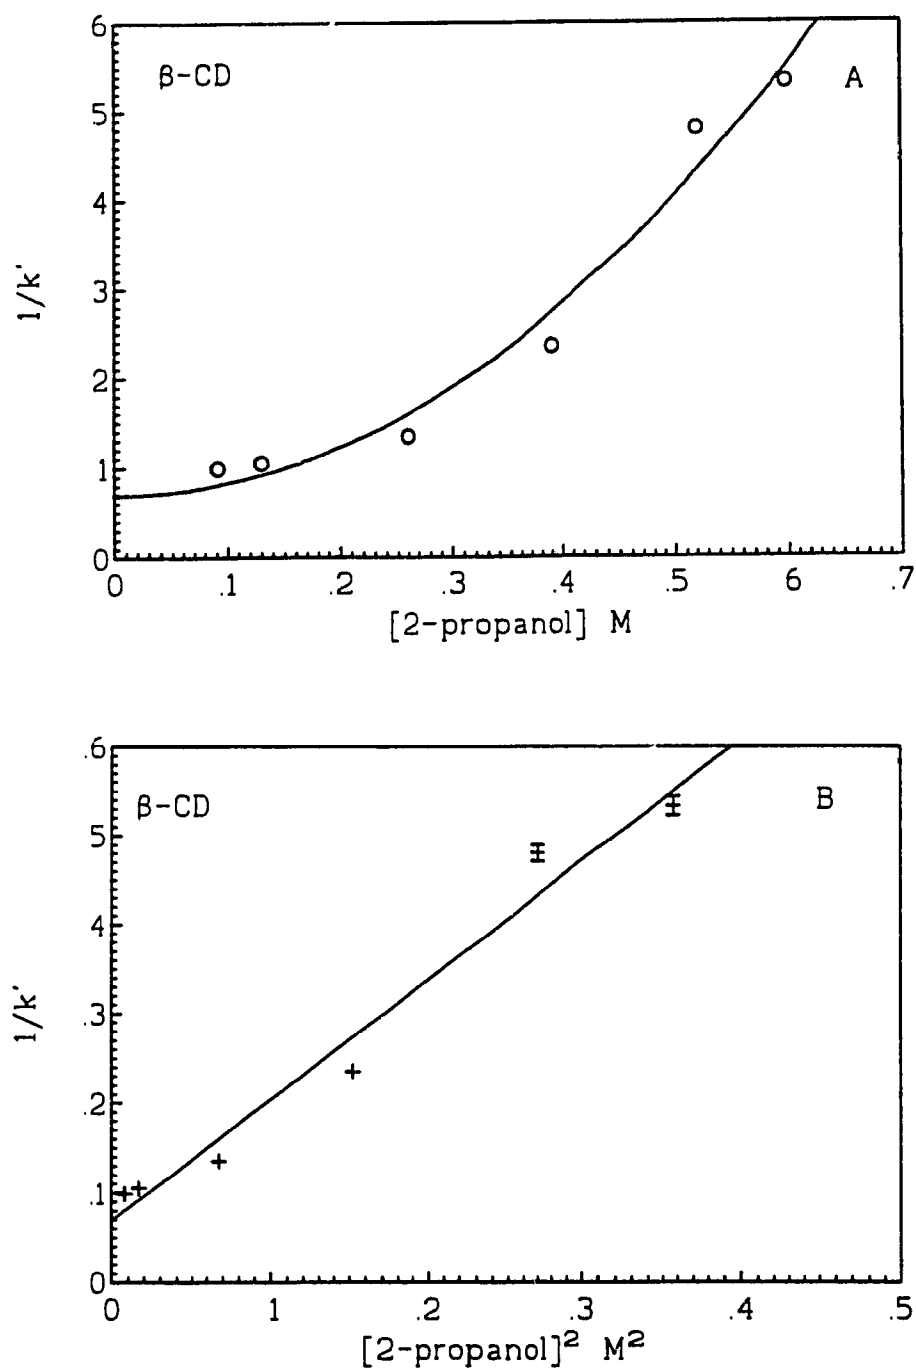 6
β-CD
A
5
4
1/k'
3
2
1
0
0 .1 .2 .3 .4 .5 6 .7
[2-propanol] M
.6
β-CD
B
5
4
1/k'
.3
.2
.1
0
0 1 .2 .3 .4 .5
[2-propanol]² M²